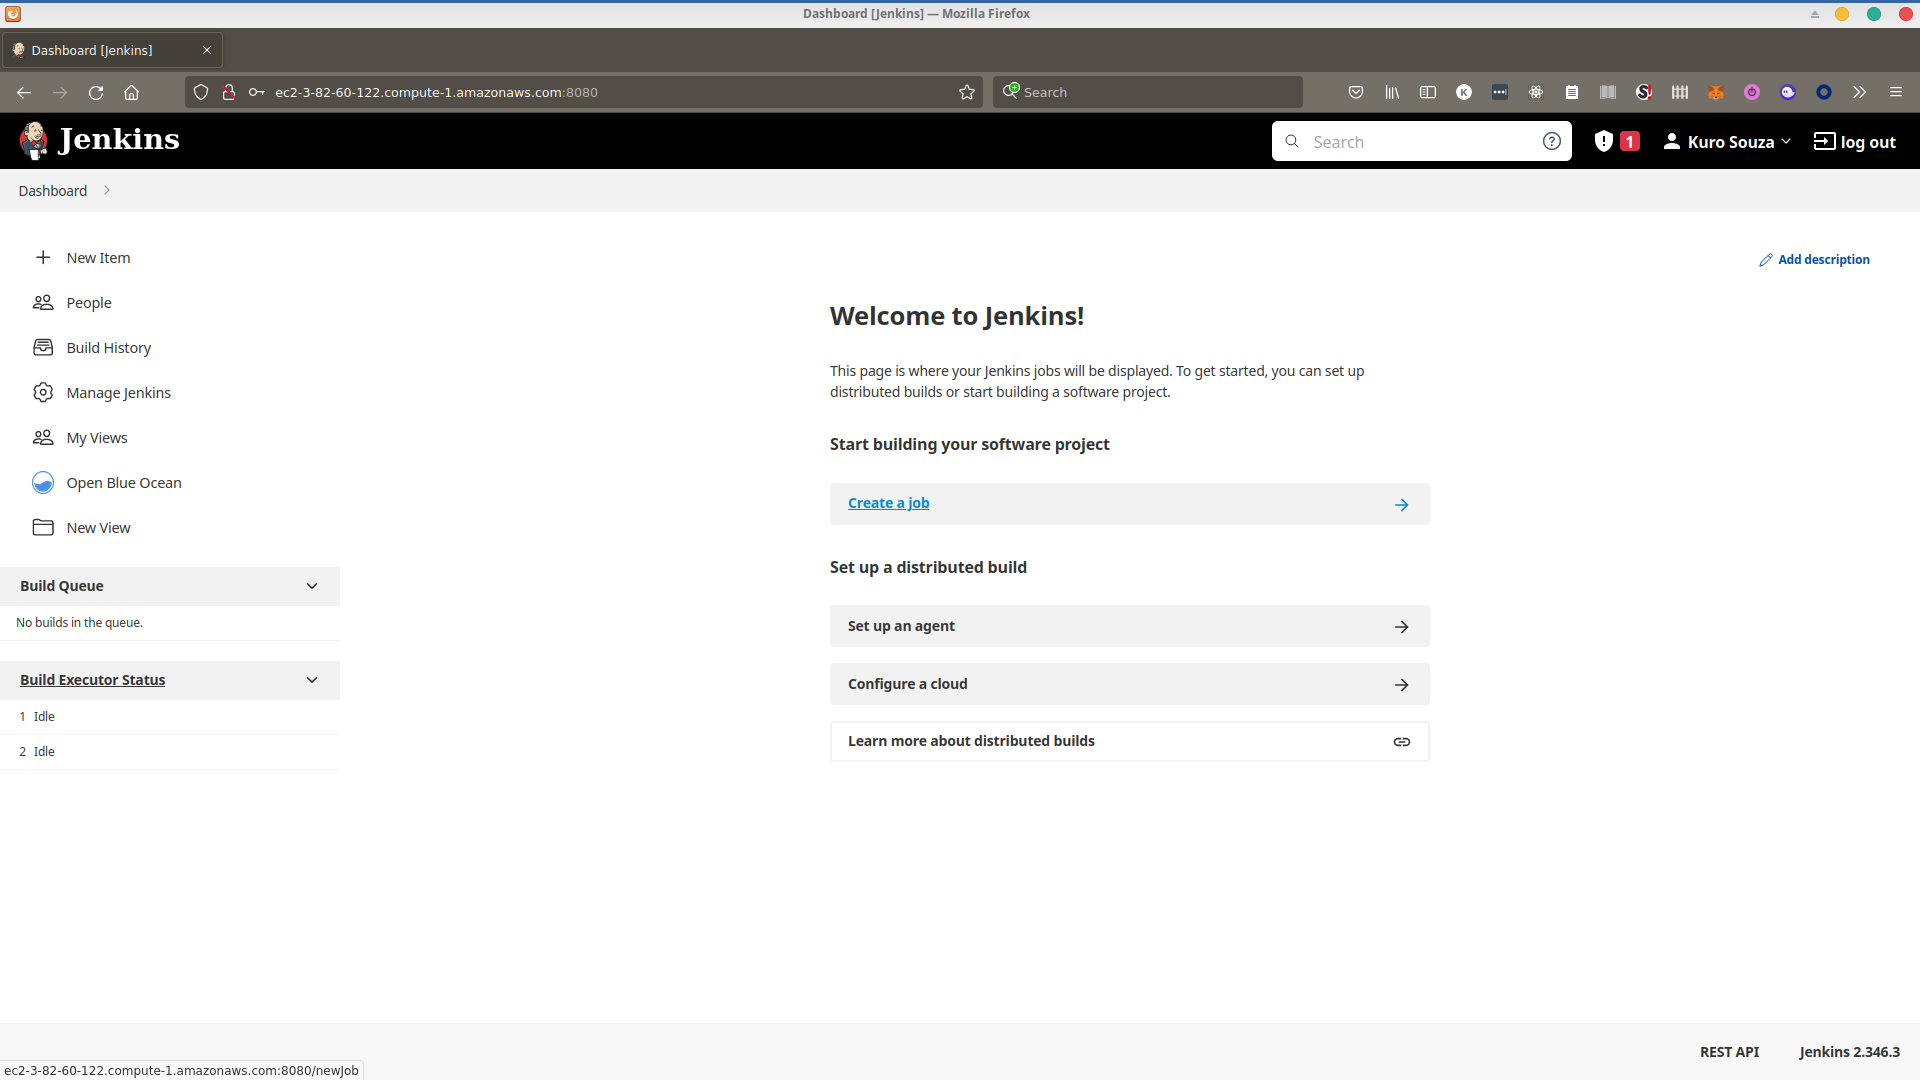 Dashboard [Jenkins] — Mozilla Firefox
Dashboard [Jenkins]
ec2-3-82-60-122.compute-1.amazonaws.com:8080
Search
K
Jenkins
Search
1
Kuro Souza
log out
Dashboard
New Item
People
Build History
Manage Jenkins
My Views
Open Blue Ocean
New View
Build Queue
No builds in the queue.
Build Executor Status
1 Idle
2 Idle
Add description
Welcome to Jenkins!
This page is where your Jenkins jobs will be displayed. To get started, you can set up
distributed builds or start building a software project.
Start building your software project
Create a job
Set up a distributed build
Set up an agent
Configure a cloud
Learn more about distributed builds
REST API
Jenkins 2.346.3
ec2-3-82-60-122.compute-1.amazonaws.com:8080/newJob